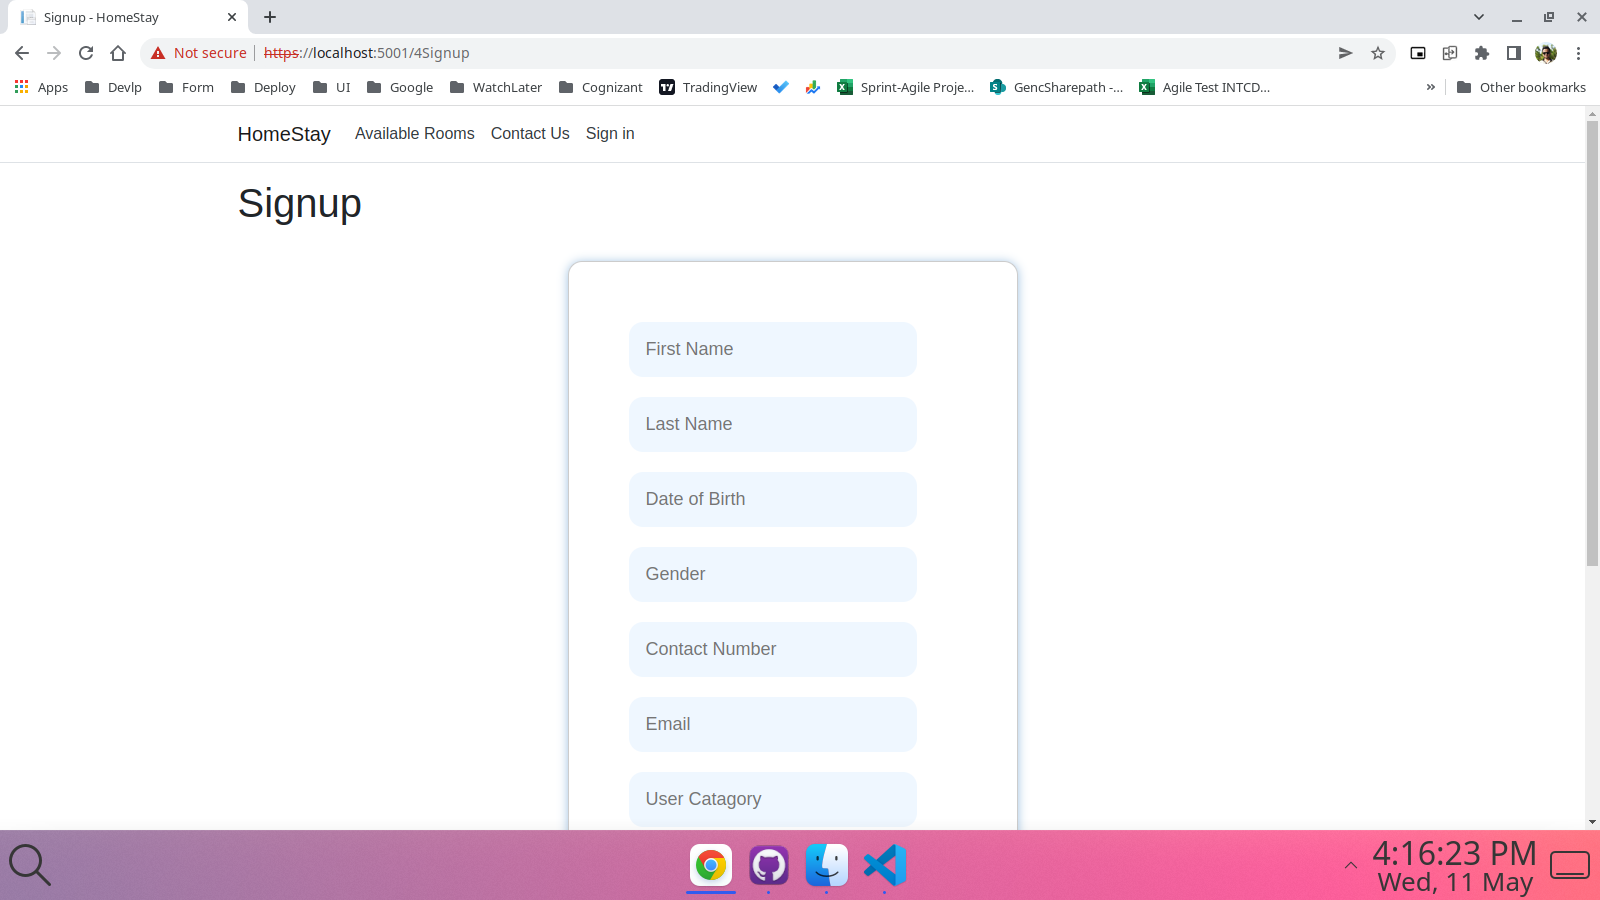 Signup - HomeStay
Not secure https://localhost:5001/4Signup
Apps Devlp Form Deploy UI Google WatchLater Cognizant TradingView Sprint-Agile Proje... GencSharepath -... Agile Test INTCD... » Other bookmarks
HomeStay Available Rooms Contact Us Sign in
Signup
First Name
Last Name
Date of Birth
Gender
Contact Number
Email
User Catagory
4:16:23 PM
Wed, 11 May